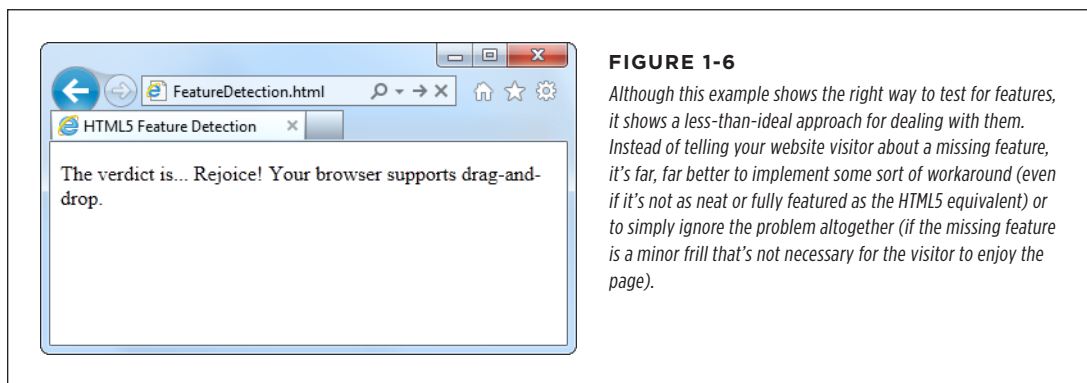 FeatureDetection.html
HTML5 Feature Detection
The verdict is... Rejoice! Your browser supports drag-and-
drop.
FIGURE 1-6
Although this example shows the right way to test for features,
it shows a less-than-ideal approach for dealing with them.
Instead of telling your website visitor about a missing feature,
it's far, far better to implement some sort of workaround (even
if it's not as neat or fully featured as the HTML5 equivalent) or
to simply ignore the problem altogether (if the missing feature
is a minor frill that's not necessary for the visitor to enjoy the
page).